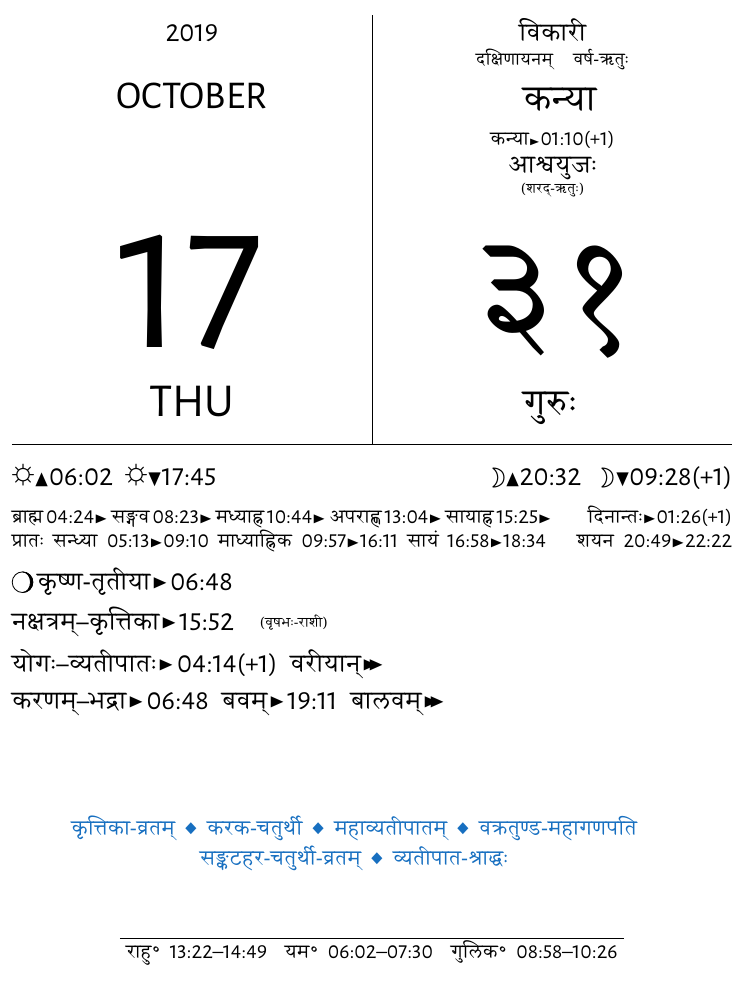 2019
OCTOBER
17
THU
विकारी
दक्षिणायनम् वर्ष-ऋतुः
कन्या
कन्या►01:10(+1)
आश्वयुजः
(शरद्-ऋतुः)
३१
गुरुः
☼▲06:02 ☼▼17:45 ☽▲20:32 ☽▼09:28(+1)
ब्राह्म 04:24► सङ्गव 08:23► मध्याह्न 10:44► अपराह्ण 13:04► सायाह्न 15:25► दिनान्तः►01:26(+1)
प्रातः सन्ध्या 05:13►09:10 माध्याह्निक 09:57►16:11 सायं 16:58►18:34 शयन 20:49►22:22
❍कृष्ण-तृतीया►06:48
नक्षत्रम्–कृत्तिका►15:52 (वृषभः-राशी)
योगः–व्यतीपातः►04:14(+1) वरीयान्►►
करणम्–भद्रा►06:48 बवम्►19:11 बालवम्►►
कृत्तिका-व्रतम् ◆ करक-चतुर्थी ◆ महाव्यतीपातम् ◆ वक्रतुण्ड-महागणपति
सङ्कटहर-चतुर्थी-व्रतम् ◆ व्यतीपात-श्राद्धः
राहु॰ 13:22–14:49 यम॰ 06:02–07:30 गुलिक॰ 08:58–10:26